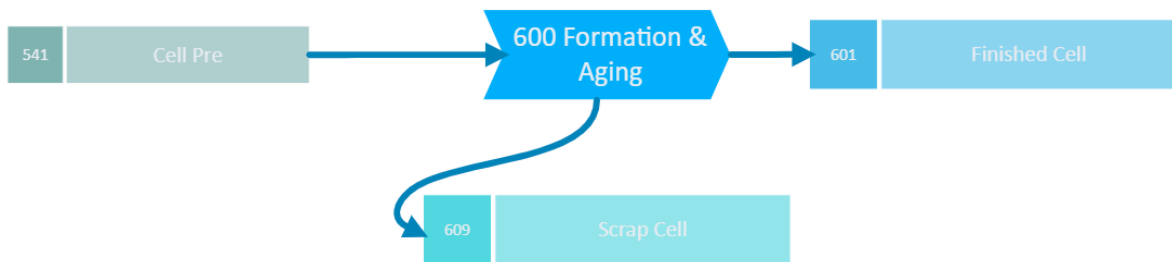 541 Cell Pre
600 Formation &
Aging
601 Finished Cell
609 Scrap Cell